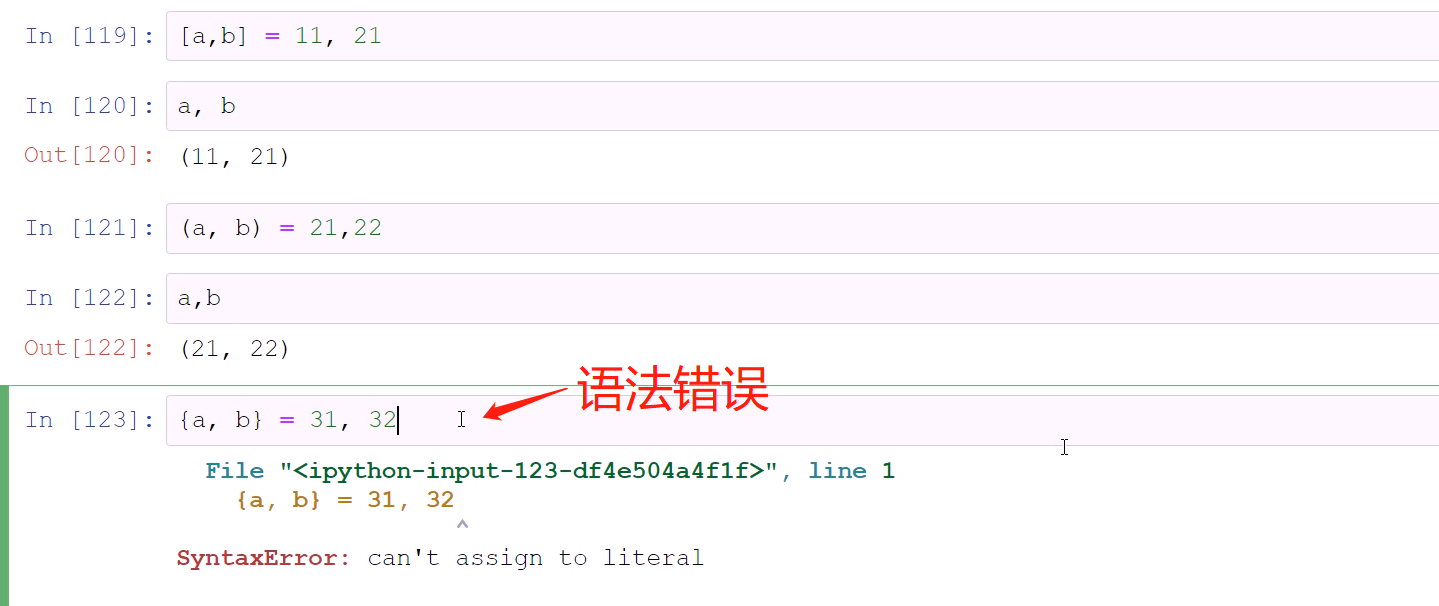 In [119]: [a,b] = 11, 21
In [120]: a, b
Out[120]: (11, 21)
In [121]: (a, b) = 21,22
In [122]: a,b
Out[122]: (21, 22)
语法错误
In [123]: {a, b} = 31, 32
File "<ipython-input-123-df4e504a4f1f>", line 1
{a, b} = 31, 32
^
SyntaxError: can't assign to literal